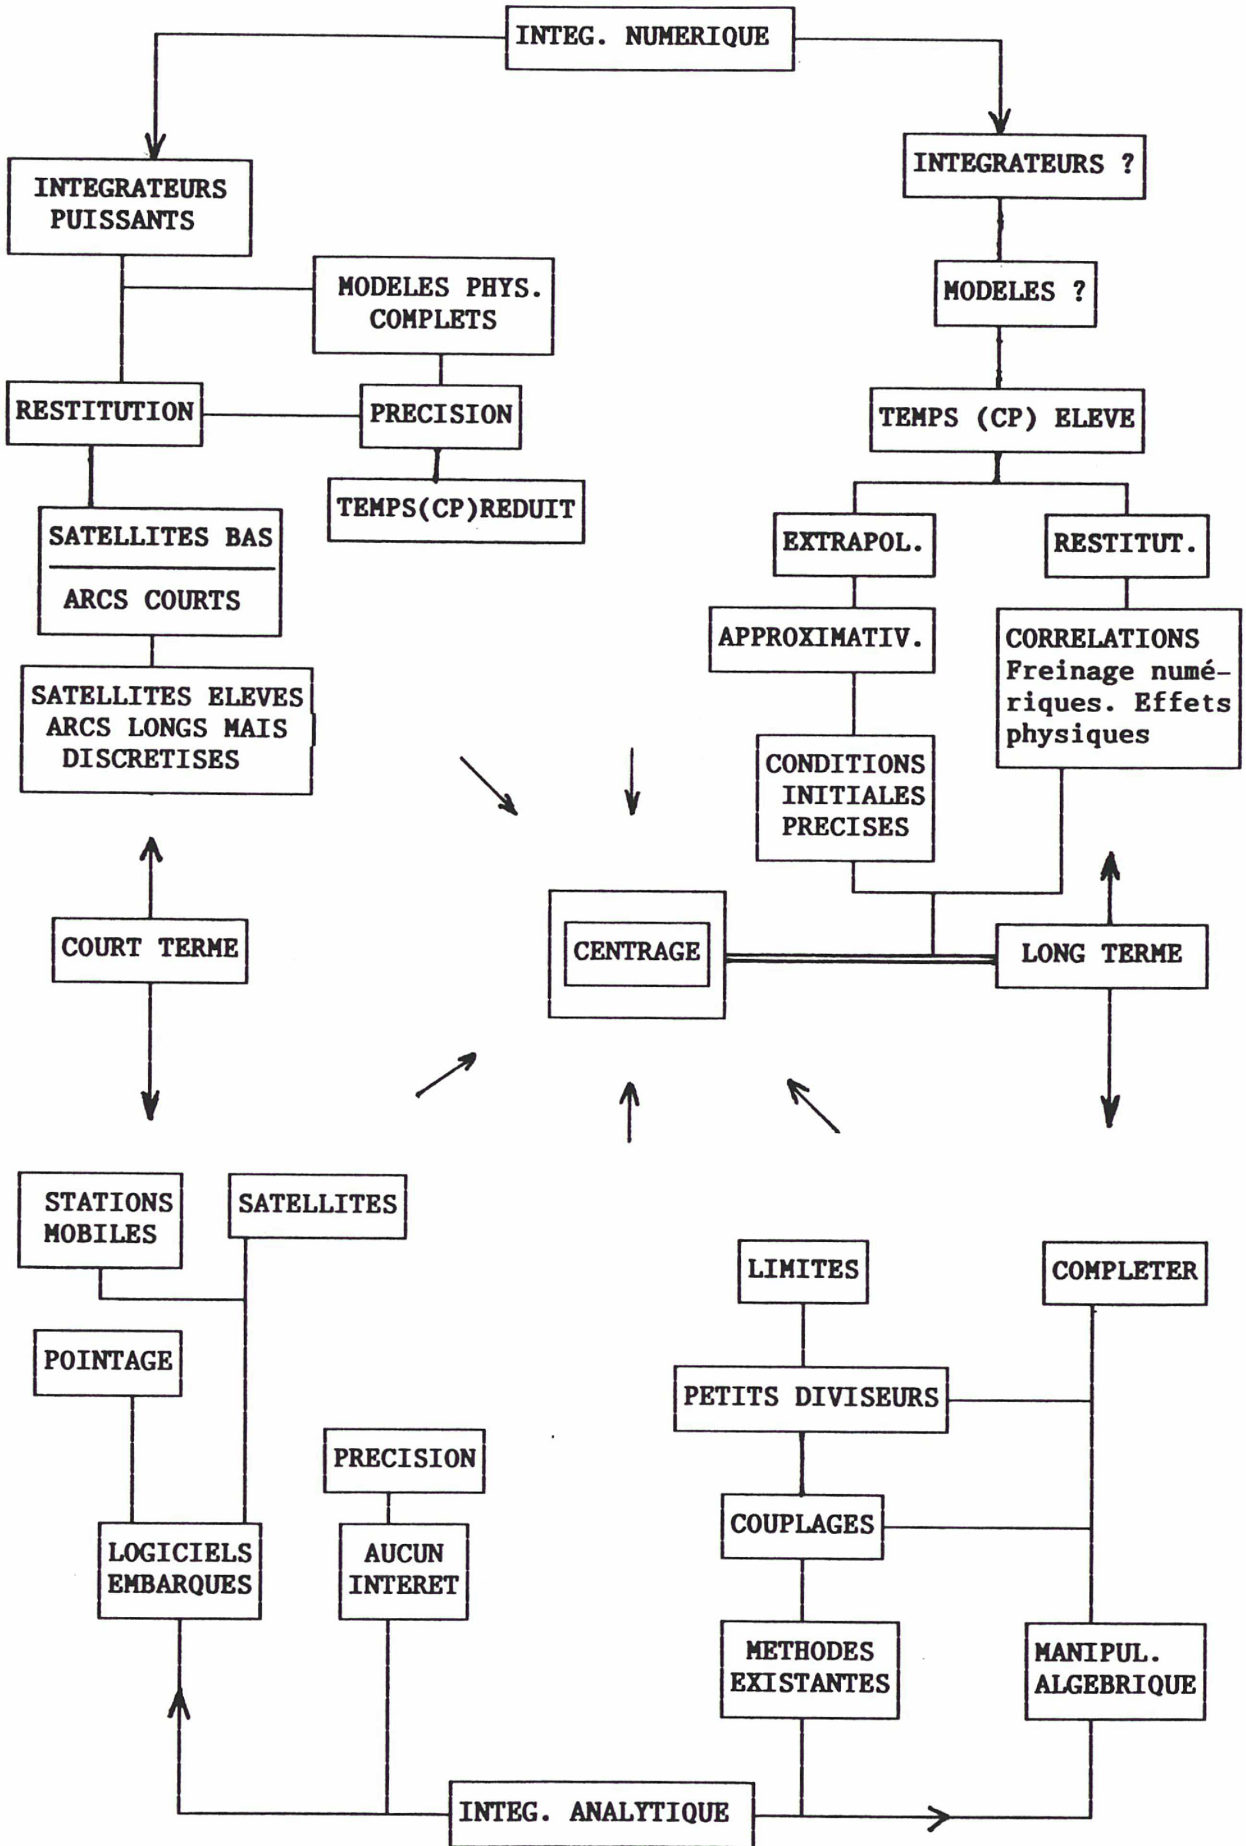 INTEG. NUMERIQUE
INTEGRATEURS
PUISSANTS
INTEGRATEURS ?
MODELES PHYS.
COMPLETS
MODELES ?
RESTITUTION
PRECISION
TEMPS (CP) ELEVE
TEMPS(CP)REDUIT
SATELLITES BAS
ARCS COURTS
EXTRAPOL.
RESTITUT.
APPROXIMATIV.
CORRELATIONS
Freinage numé-
riques. Effets
physiques
SATELLITES ELEVES
ARCS LONGS MAIS
DISCRETISES
CONDITIONS
INITIALES
PRECISES
COURT TERME
CENTRAGE
LONG TERME
STATIONS
MOBILES
SATELLITES
LIMITES
COMPLETER
POINTAGE
PETITS DIVISEURS
PRECISION
COUPLAGES
LOGICIELS
EMBARQUES
AUCUN
INTERET
METHODES
EXISTANTES
MANIPUL.
ALGEBRIQUE
INTEG. ANALYTIQUE